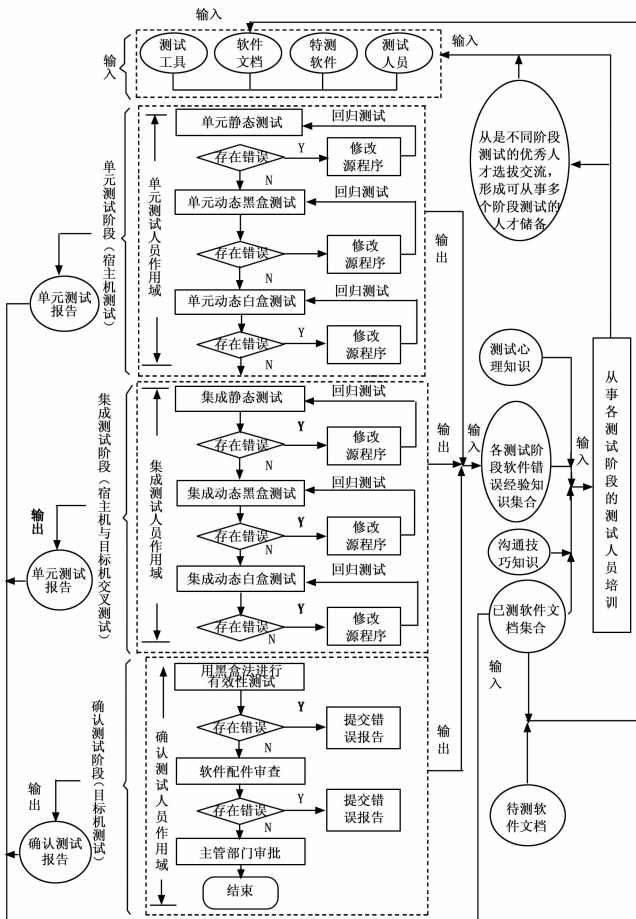 输入
输入
测试
工具
软件
文档
特测
软件
测试
人员
输入
单元测试阶段（宿主机测试）
单元测试人员作用域
单元静态测试
回归测试
存在错误
Y
修改
源程序
N
单元动态黑盒测试
回归测试
存在错误
修改
源程序
N
单元动态白盒测试
回归测试
存在错误
Y
修改
源程序
N
输出
单元测试
报告
输出
从是不同阶段
测试的优秀人
才选拔交流，
形成可从事多
个阶段测试的
人才储备
集成测试阶段（宿主机与目标机交叉测试）
集成测试人员作用域
集成静态测试
回归测试
存在错误
Y
修改
源程序
N
集成动态黑盒测试
回归测试
存在错误
Y
修改
源程序
N
集成动态白盒测试
回归测试
存在错误
Y
修改
源程序
N
输出
单元测试
报告
输出
输入
测试心
理知识
各测试阶
段软件错
误经验知
识集合
沟通技
巧知识
已测软件文
档集合
输入
从事各测试阶段的测试人员培训
输入
待测软
件文档
确认测试阶段（目标机测试）
确认测试人员作用域
用黑盒法进行
有效性测试
存在错误
Y
提交错
误报告
N
软件配件审查
存在错误
Y
提交错
误报告
N
主管部门审批
结束
输出
确认测试
报告
输出